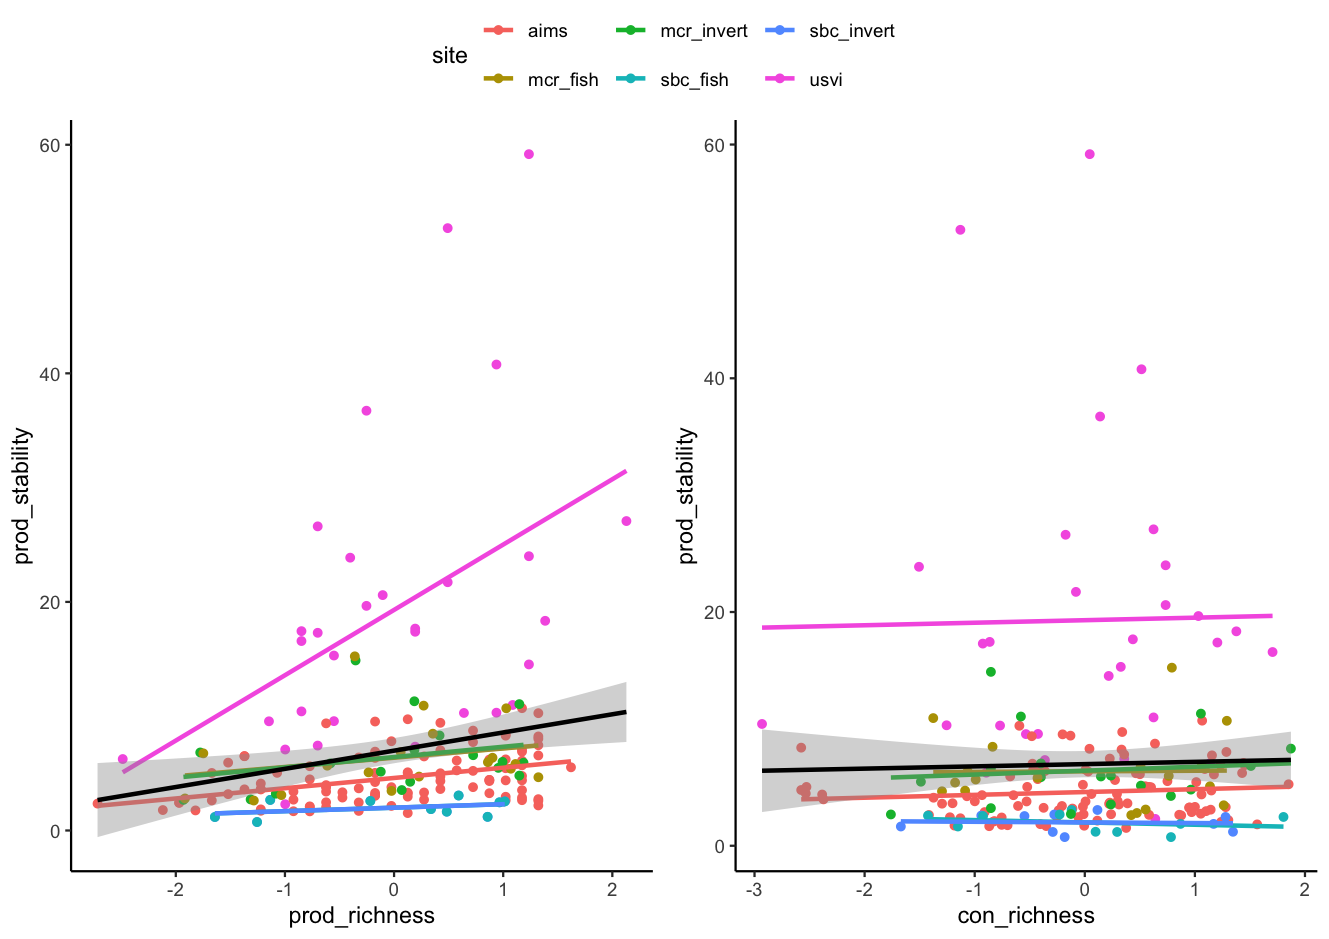 site
aims
mcr_invert
sbc_invert
mcr_fish
sbc_fish
usvi
60
40
20
0
prod_stability
-2
-1
0
1
2
prod_richness
60
40
20
0
prod_stability
-3
-2
-1
0
1
2
con_richness